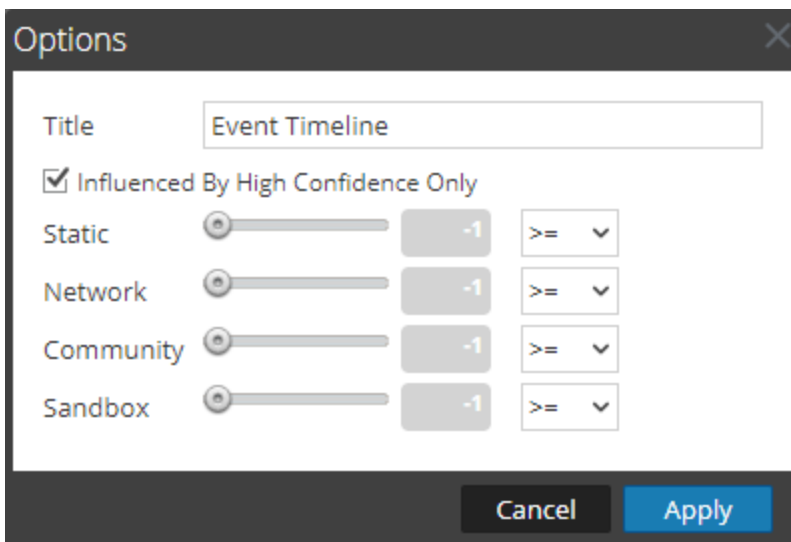 Options
Title Event Timeline
Influenced By High Confidence Only
Static -1 >=
Network -1 >=
Community -1 >=
Sandbox -1 >=
Cancel Apply